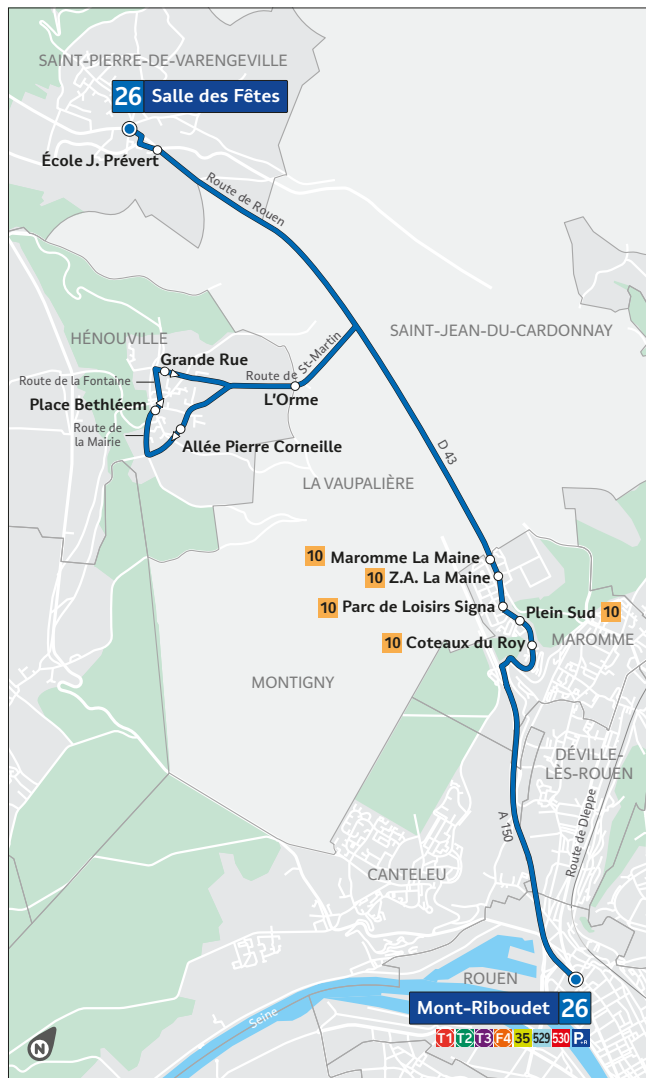 SAINT-PIERRE-DE-VARENGEVILLE
26 Salle des Fêtes
École J. Prévert
Route de Rouen
SAINT-JEAN-DU-CARDONNAY
HÉNOUVILLE
Route de St-Martin
Grande Rue
Route de la Fontaine
L'Orme
Place Bethléem
Route de
la Mairie
Allée Pierre Corneille
D 43
LA VAUPALIÈRE
10 Maromme La Maine
10 Z.A. La Maine
10 Parc de Loisirs Signa
Plein Sud 10
10 Coteaux du Roy
MAROMME
MONTIGNY
DÉVILLE-
LÈS-ROUEN
Route de Dieppe
A 150
CANTELEU
ROUEN
Seine
Mont-Riboudet 26
T1 T2 T3 F4 35 529 530 P+R
N